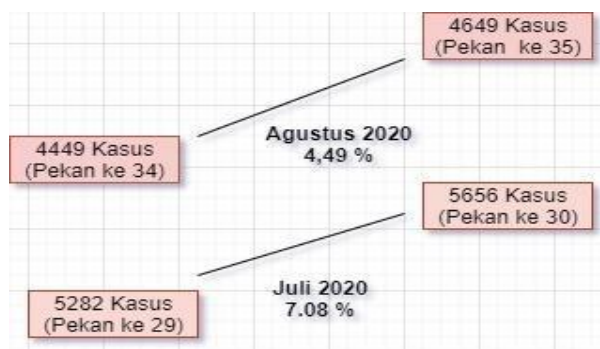 4649 Kasus
(Pekan ke 35)
Agustus 2020
4,49 %
4449 Kasus
(Pekan ke 34)
5656 Kasus
(Pekan ke 30)
Juli 2020
7.08 %
5282 Kasus
(Pekan ke 29)